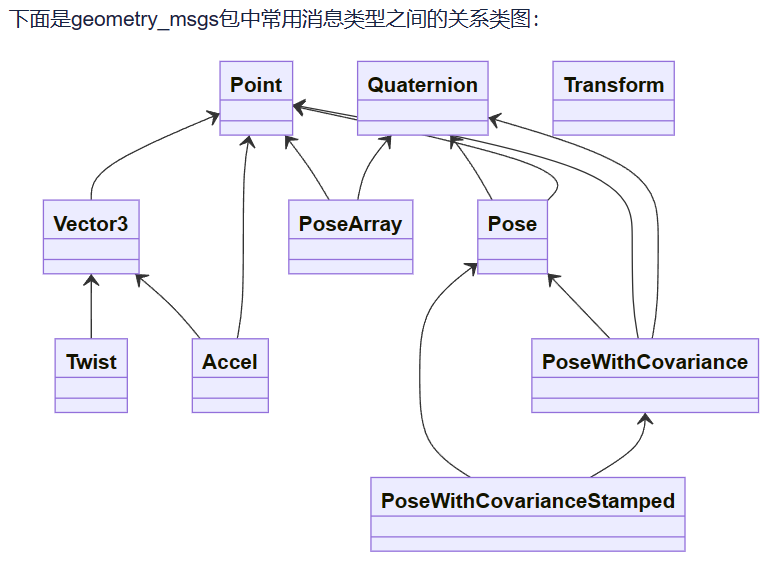 下面是geometry_msgs包中常用消息类型之间的关系类图：
Point
Quaternion
Transform
Vector3
PoseArray
Pose
Twist
Accel
PoseWithCovariance
PoseWithCovarianceStamped